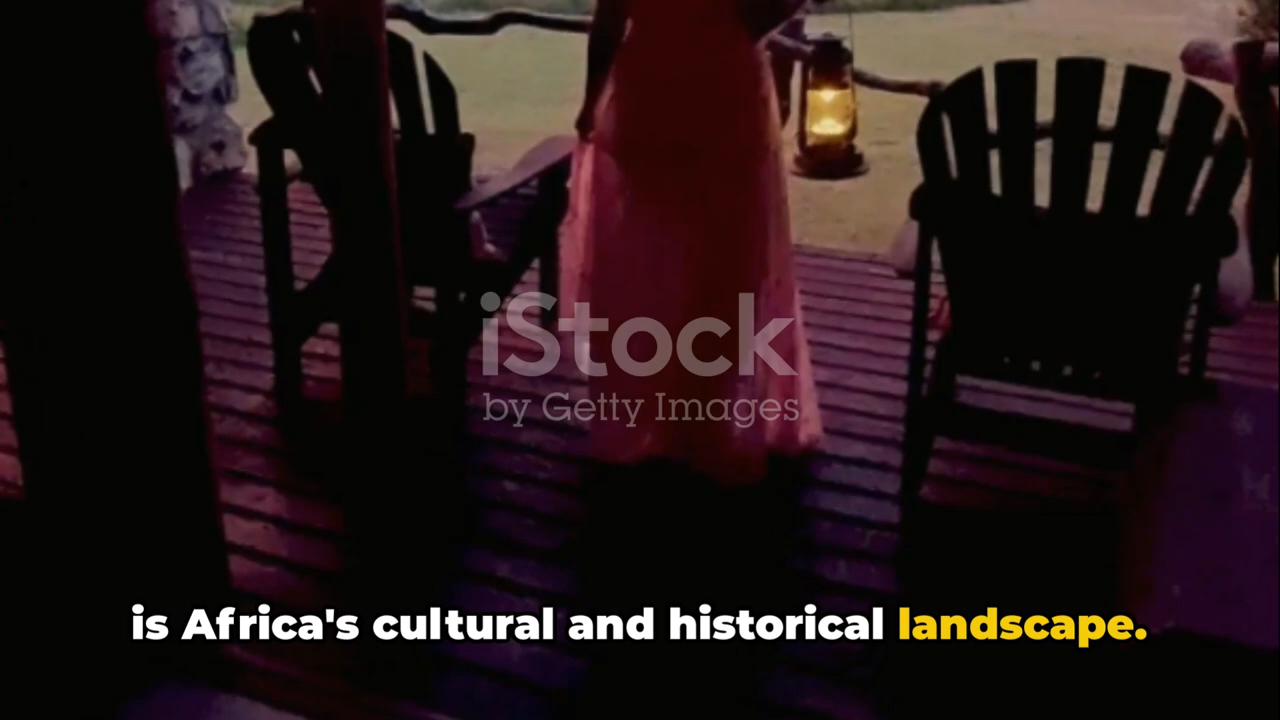 iStock
by Getty Images
is Africa's cultural and historical landscape.